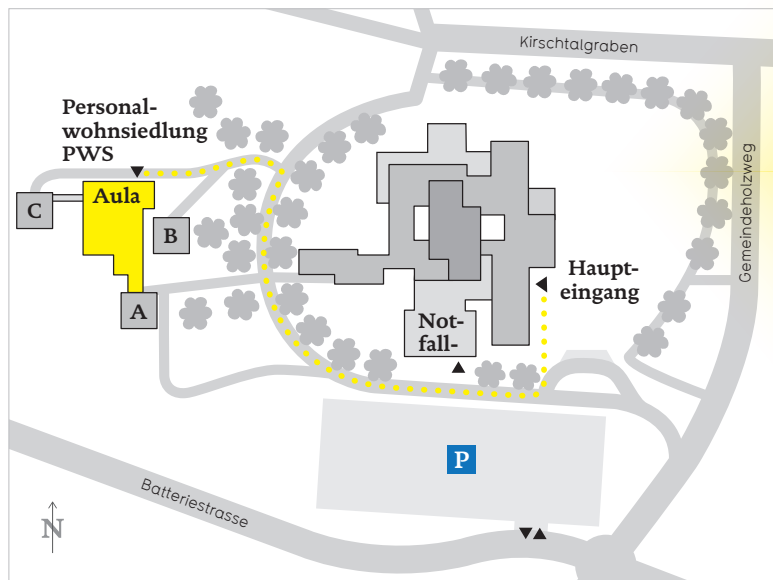 Kirschtalgraben
Gemeindeholzweg
Personal-
wohnsiedlung
PWS
Aula
C
B
A
Haupt-
eingang
Not-
fall-
P
Batteriestrasse
N